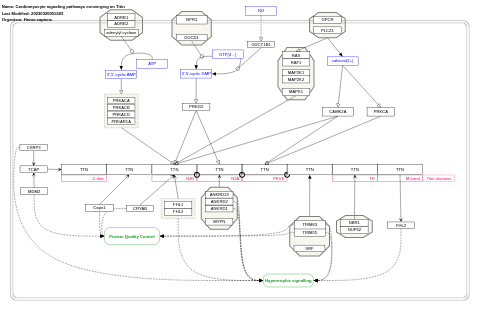 Name: Cardiomyocyte signaling pathways converging on Titin
Last Modified: 20230320055103
Organism: Homo sapiens
ADRB1
ADRB2
adenylyl cyclase
ATP
3',5'-cyclic AMP
PRKACA
PRKACB
PRKACG
PRKAR1A
NPR1
GUCD1
GTP(4-)
3',5'-cyclic GMP
PRKG2
NO
GUCY1B1
GPCR
PLCZ1
RAS
RAF1
MAP2K1
MAP2K2
MAPK1
calcium(2+)
CAMK2A
PRKCA
CSRP3
TCAP
MDM2
TTN TTN TTN TTN TTN TTN TTN TTN
Z-disc
N2B
N2A
PEVK
TK
M-band
Titin domains
Capn1
CRYAB
FHL1
FHL2
ANKRD23
ANKRD2
ANKRD1
MYPN
TRIM63
TRIM55
SRF
NBR1
NUP62
FHL2
Protein Quality Control
Hypertrophic signalling